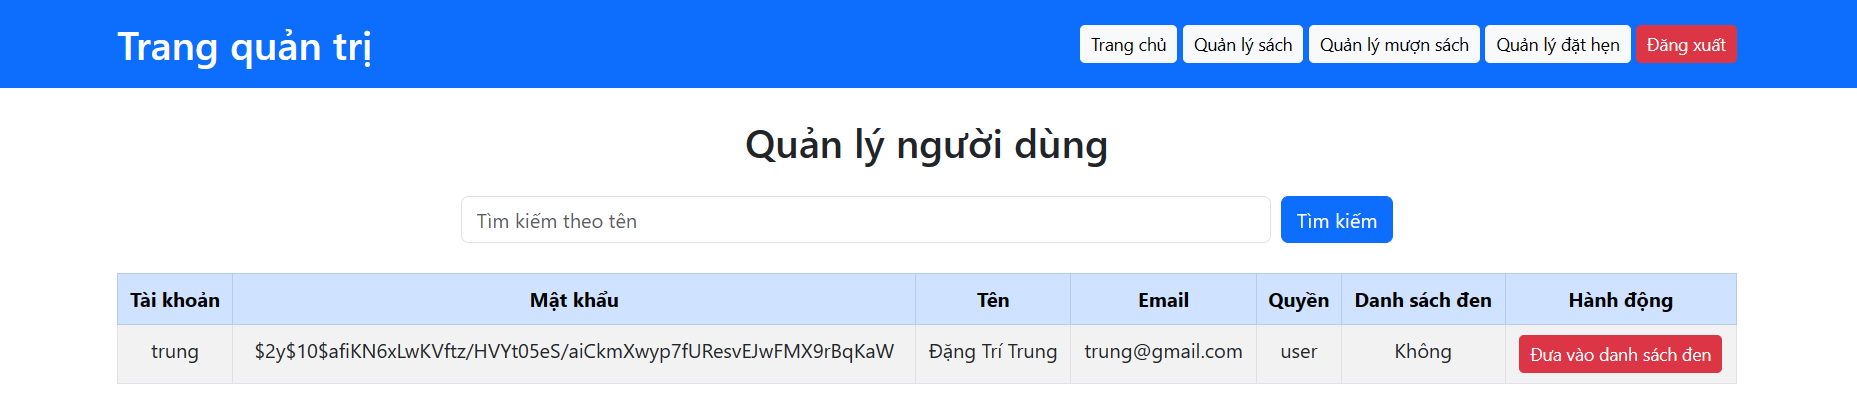 Trang quản trị
Trang chủ Quản lý sách Quản lý mượn sách Quản lý đặt hẹn Đăng xuất
Quản lý người dùng
Tìm kiếm theo tên Tìm kiếm
Tài khoản Mật khẩu Tên Email Quyền Danh sách đen Hành động
trung $2y$10$afiKN6xLwKVftz/HVYt05eS/aiCkmXwyp7fUResvEJwFMX9rBqKaW Đặng Trí Trung trung@gmail.com user Không Đưa vào danh sách đen